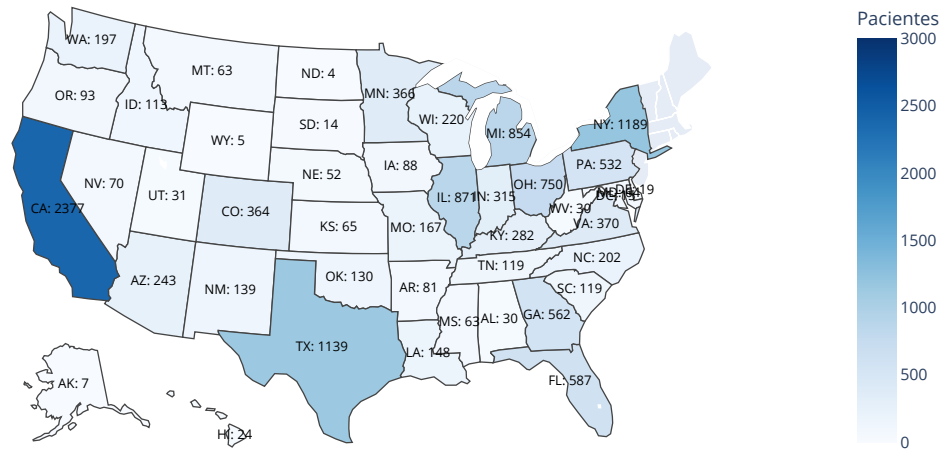 Pacientes
3000
2500
2000
1500
1000
500
0
WA: 197
MT: 63
ND: 4
MN: 366
OR: 93
ID: 113
SD: 14
WI: 220
MI: 854
NY: 1189
WY: 5
IA: 88
PA: 532
NE: 52
NV: 70
UT: 31
CO: 364
IL: 871
IN: 315
OH: 750
DE: 19
CA: 2377
WV: 30
VA: 370
KS: 65
MO: 167
KY: 282
AZ: 243
NM: 139
OK: 130
TN: 119
NC: 202
AR: 81
SC: 119
MS: 63
AL: 30
GA: 562
TX: 1139
LA: 148
FL: 587
AK: 7
HI: 24